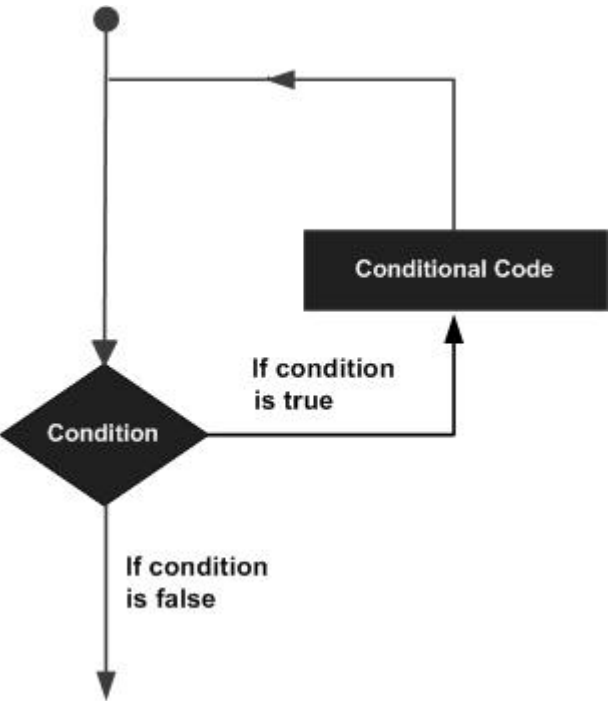 Conditional Code
If condition
is true
Condition
If condition
is false